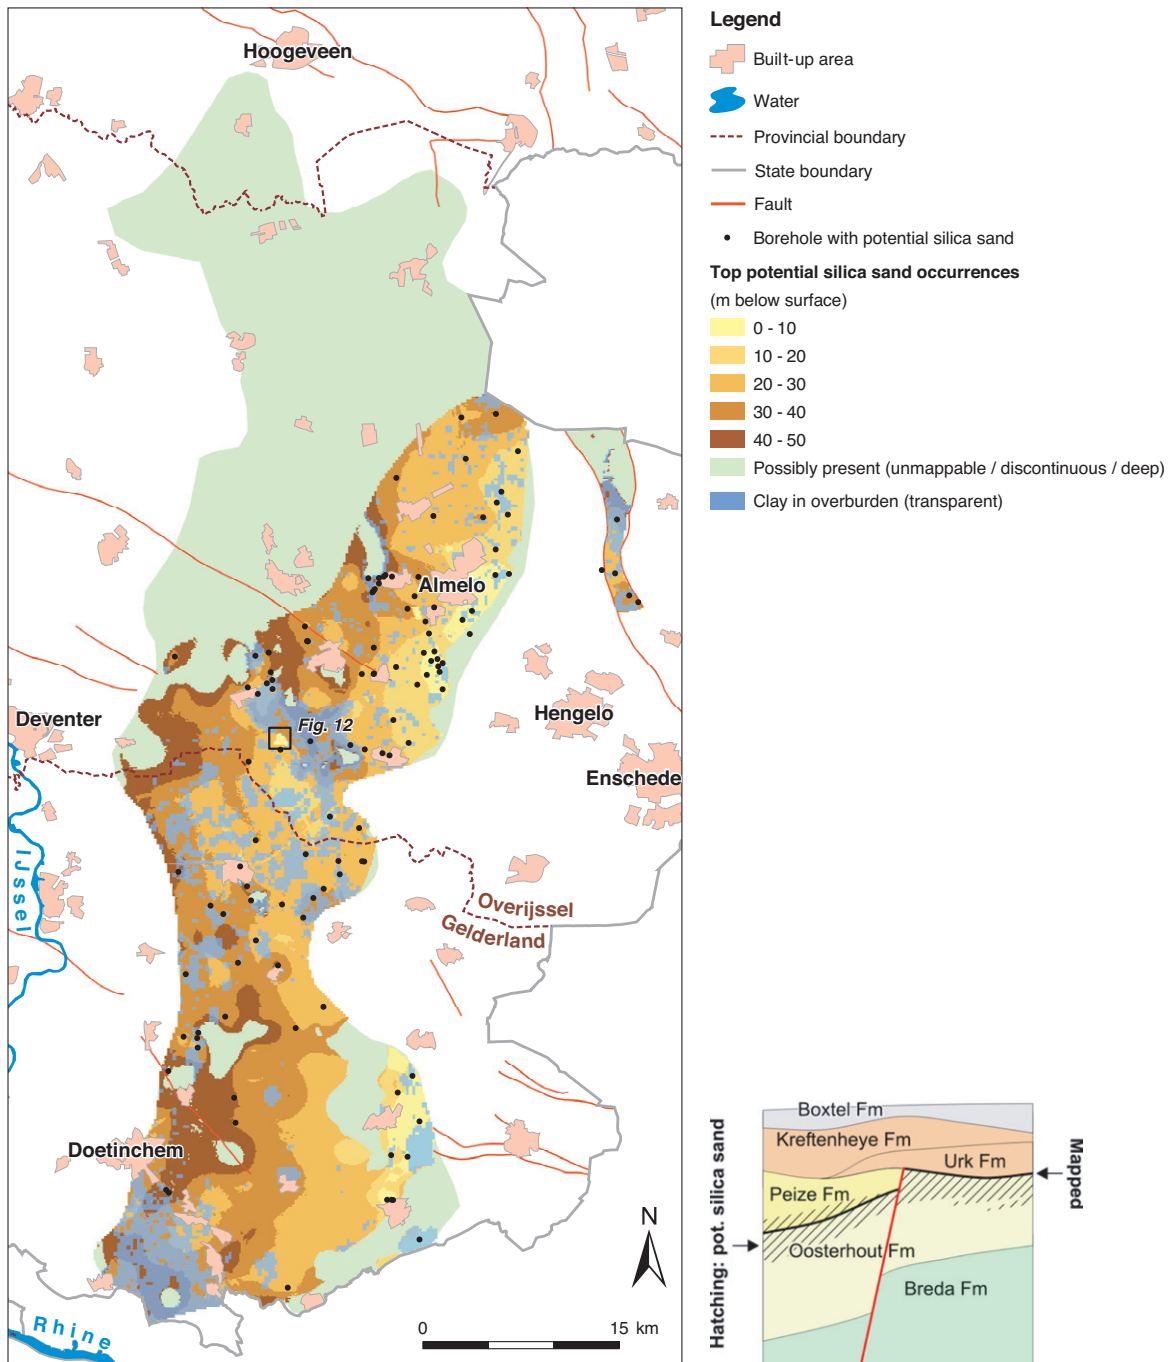 Hoogeveen
Almelo
Fig. 12
Deventer
Hengelo
Enschede
IJssel
Overijssel
Gelderland
Doetinchem
N
Rhine
0 15 km
Legend
Built-up area
Water
Provincial boundary
State boundary
Fault
Borehole with potential silica sand
Top potential silica sand occurrences
(m below surface)
0 - 10
10 - 20
20 - 30
30 - 40
40 - 50
Possibly present (unmappable / discontinuous / deep)
Clay in overburden (transparent)
Hatching: pot. silica sand
Boxtel Fm
Kreftenheye Fm
Urk Fm
Peize Fm
Oosterhout Fm
Breda Fm
Mapped